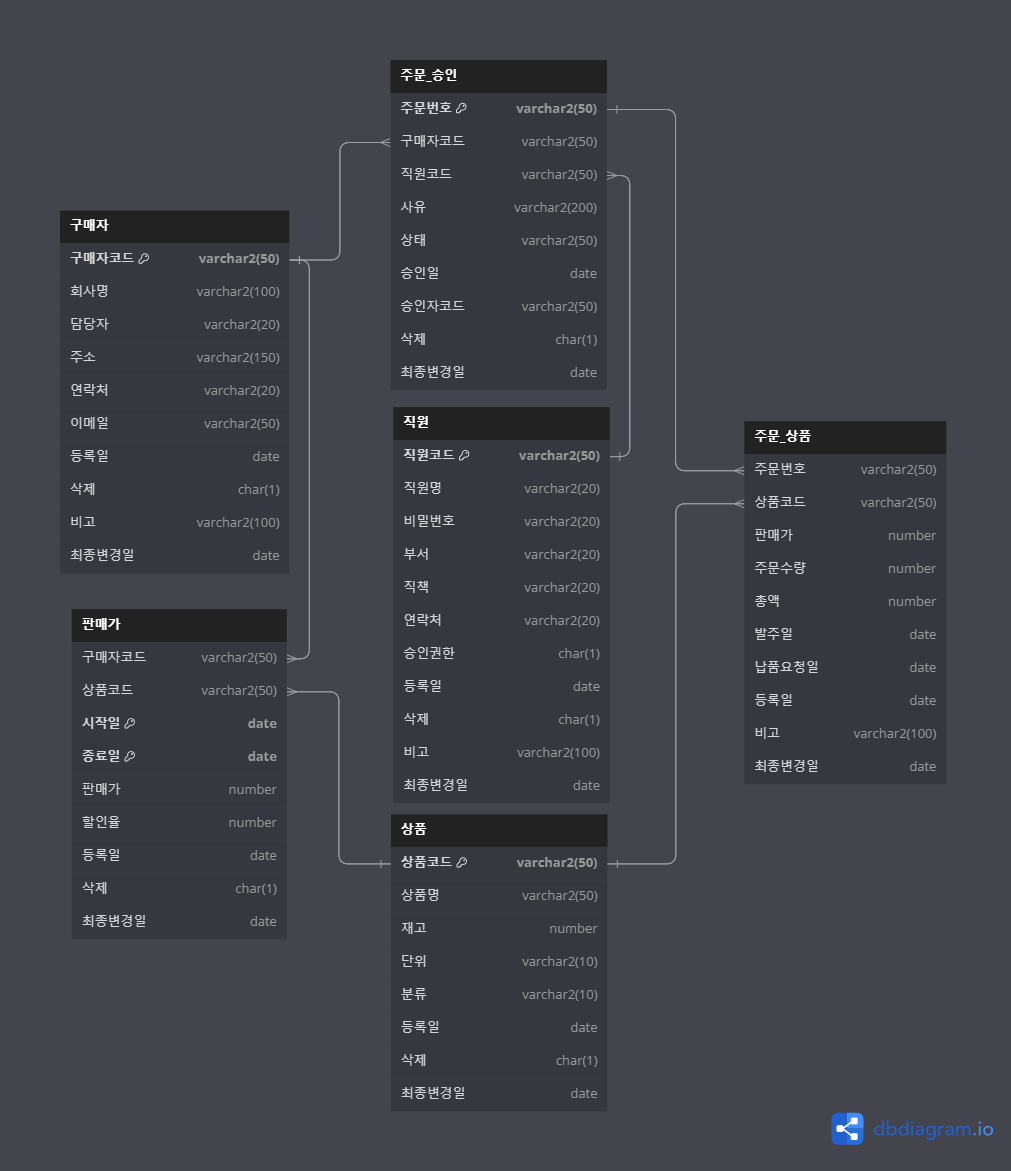 주문_승인
주문번호 varchar2(50)
구매자코드 varchar2(50)
직원코드 varchar2(50)
사유 varchar2(200)
상태 varchar2(50)
승인일 date
승인자코드 varchar2(50)
삭제 char(1)
최종변경일 date
구매자
구매자코드 varchar2(50)
회사명 varchar2(100)
담당자 varchar2(20)
주소 varchar2(150)
연락처 varchar2(20)
이메일 varchar2(50)
등록일 date
삭제 char(1)
비고 varchar2(100)
최종변경일 date
직원
직원코드 varchar2(50)
직원명 varchar2(20)
비밀번호 varchar2(20)
부서 varchar2(20)
직책 varchar2(20)
연락처 varchar2(20)
승인권한 char(1)
등록일 date
삭제 char(1)
비고 varchar2(100)
최종변경일 date
주문_상품
주문번호 varchar2(50)
상품코드 varchar2(50)
판매가 number
주문수량 number
총액 number
발주일 date
납품요청일 date
등록일 date
비고 varchar2(100)
최종변경일 date
판매가
구매자코드 varchar2(50)
상품코드 varchar2(50)
시작일 date
종료일 date
판매가 number
할인율 number
등록일 date
삭제 char(1)
최종변경일 date
상품
상품코드 varchar2(50)
상품명 varchar2(50)
재고 number
단위 varchar2(10)
분류 varchar2(10)
등록일 date
삭제 char(1)
최종변경일 date
dbdiagram.io